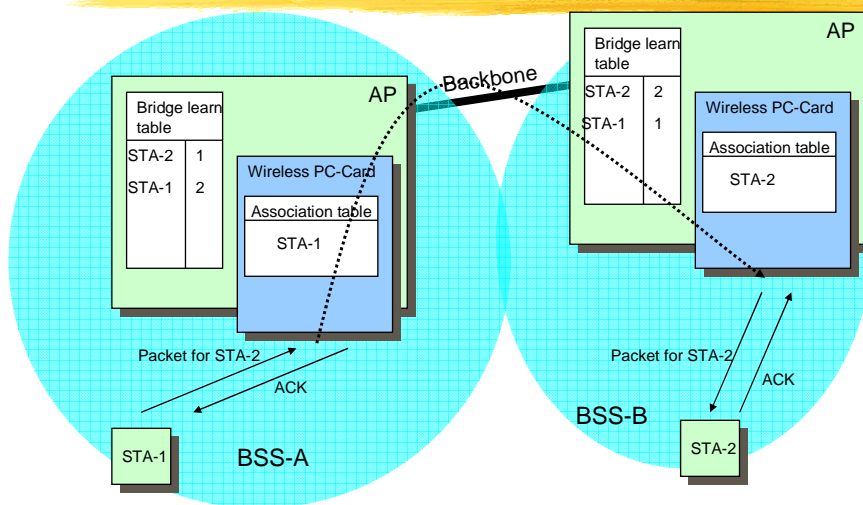 AP
Bridge learn
table
STA-2 1
STA-1 2
Wireless PC-Card
Association table
STA-1
Backbone
AP
Bridge learn
table
STA-2 2
STA-1 1
Wireless PC-Card
Association table
STA-2
Packet for STA-2
ACK
STA-1
BSS-A
Packet for STA-2
ACK
BSS-B
STA-2